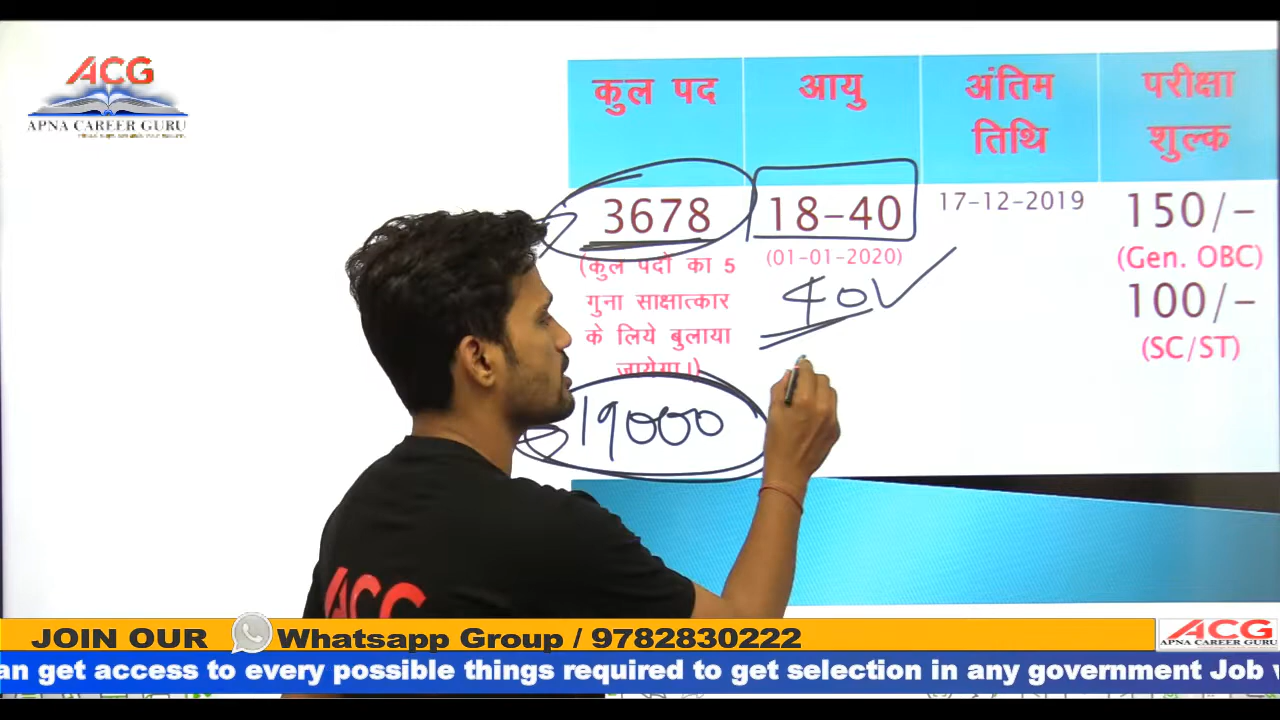 ACG
APNA CAREER GURU
कुल पद
आयु
अंतिम
तिथि
परीक्षा
शुल्क
3678
(कुल पदों का 5
गुना साक्षात्कार
के लिये बुलाया
जायेगा।)
19000
18-40
(01-01-2020)
40
17-12-2019
150/-
(Gen. OBC)
100/-
(SC/ST)
ACG
JOIN OUR Whatsapp Group / 9782830222
ACG
APNA CAREER GURU
an get access to every possible things required to get selection in any government Job